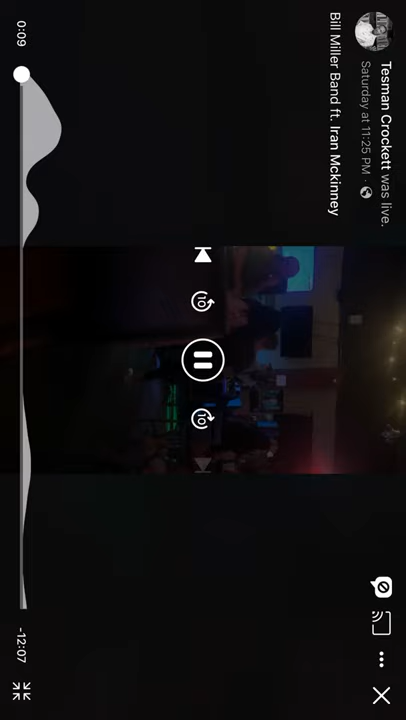 Tesman Crockett was live.
Saturday at 11:25 PM ·
Bill Miller Band ft. Iran Mckinney
10
10
0:09
-12:07